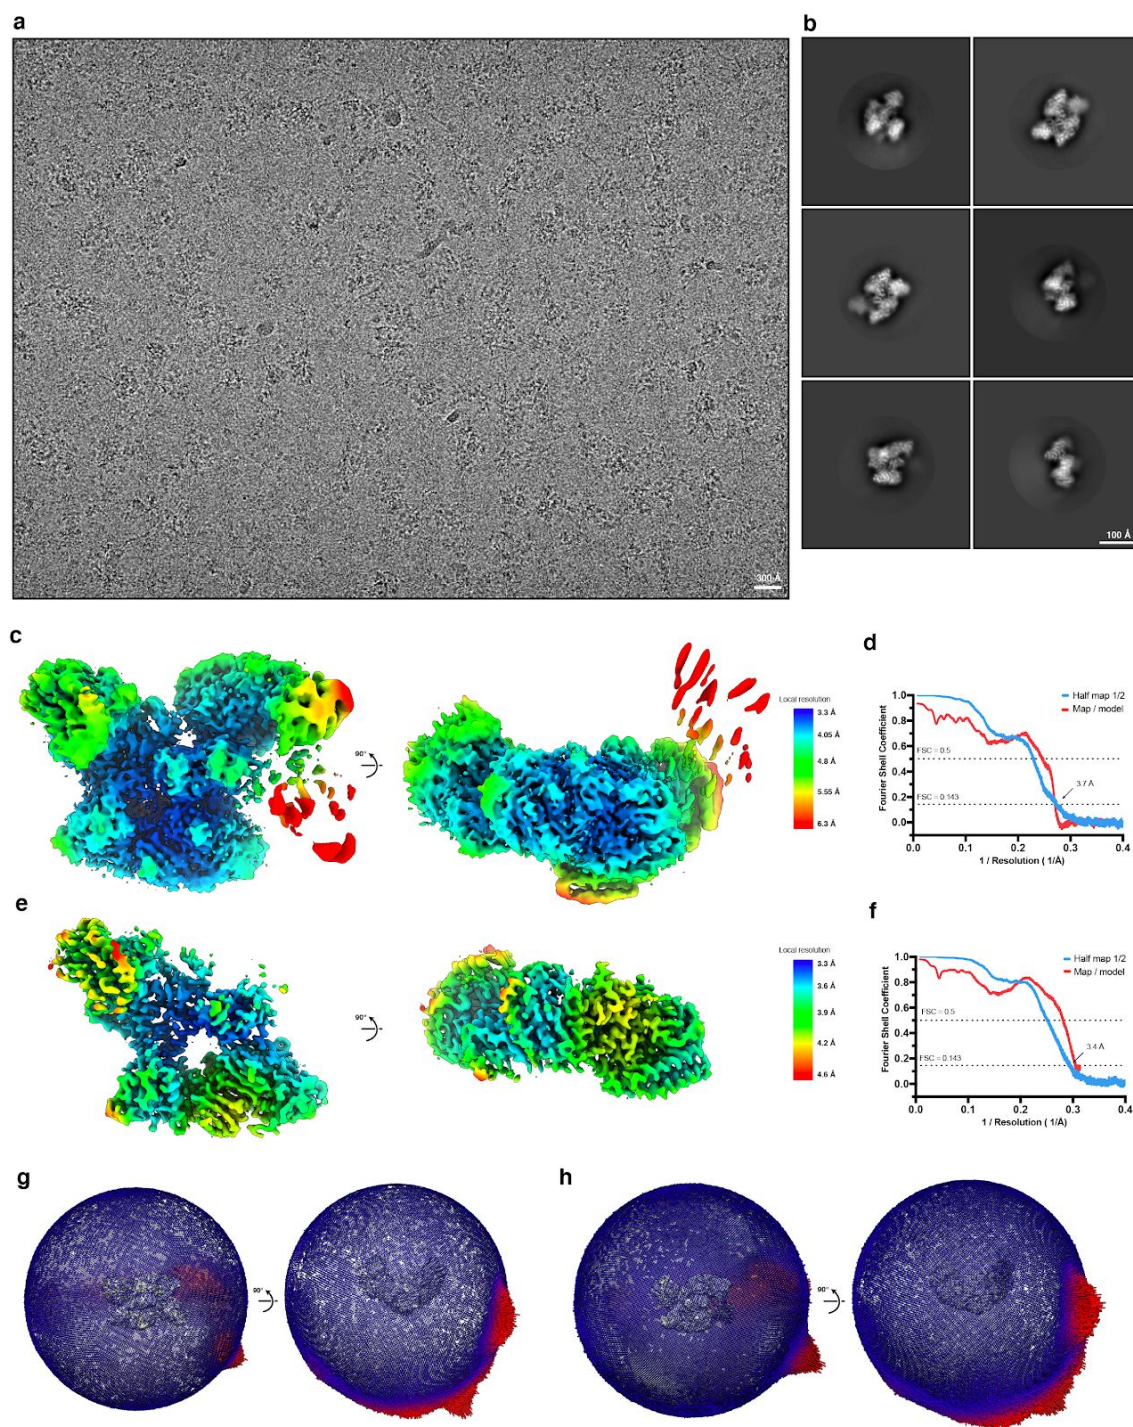 a
b
300 Å
100 Å
c
90°
Local resolution
3.3 Å
4.05 Å
4.8 Å
5.55 Å
6.3 Å
d
Fourier Shell Coefficient
1.0
0.8
0.6
0.4
0.2
0.0
Half map 1/2
Map / model
FSC = 0.5
FSC = 0.143
3.7 Å
0.0 0.1 0.2 0.3 0.4
1 / Resolution ( 1/Å)
e
90°
Local resolution
3.3 Å
3.6 Å
3.9 Å
4.2 Å
4.6 Å
f
Fourier Shell Coefficient
1.0
0.8
0.6
0.4
0.2
0.0
Half map 1/2
Map / model
FSC = 0.5
FSC = 0.143
3.4 Å
0.0 0.1 0.2 0.3 0.4
1 / Resolution ( 1/Å)
g
90°
h
90°